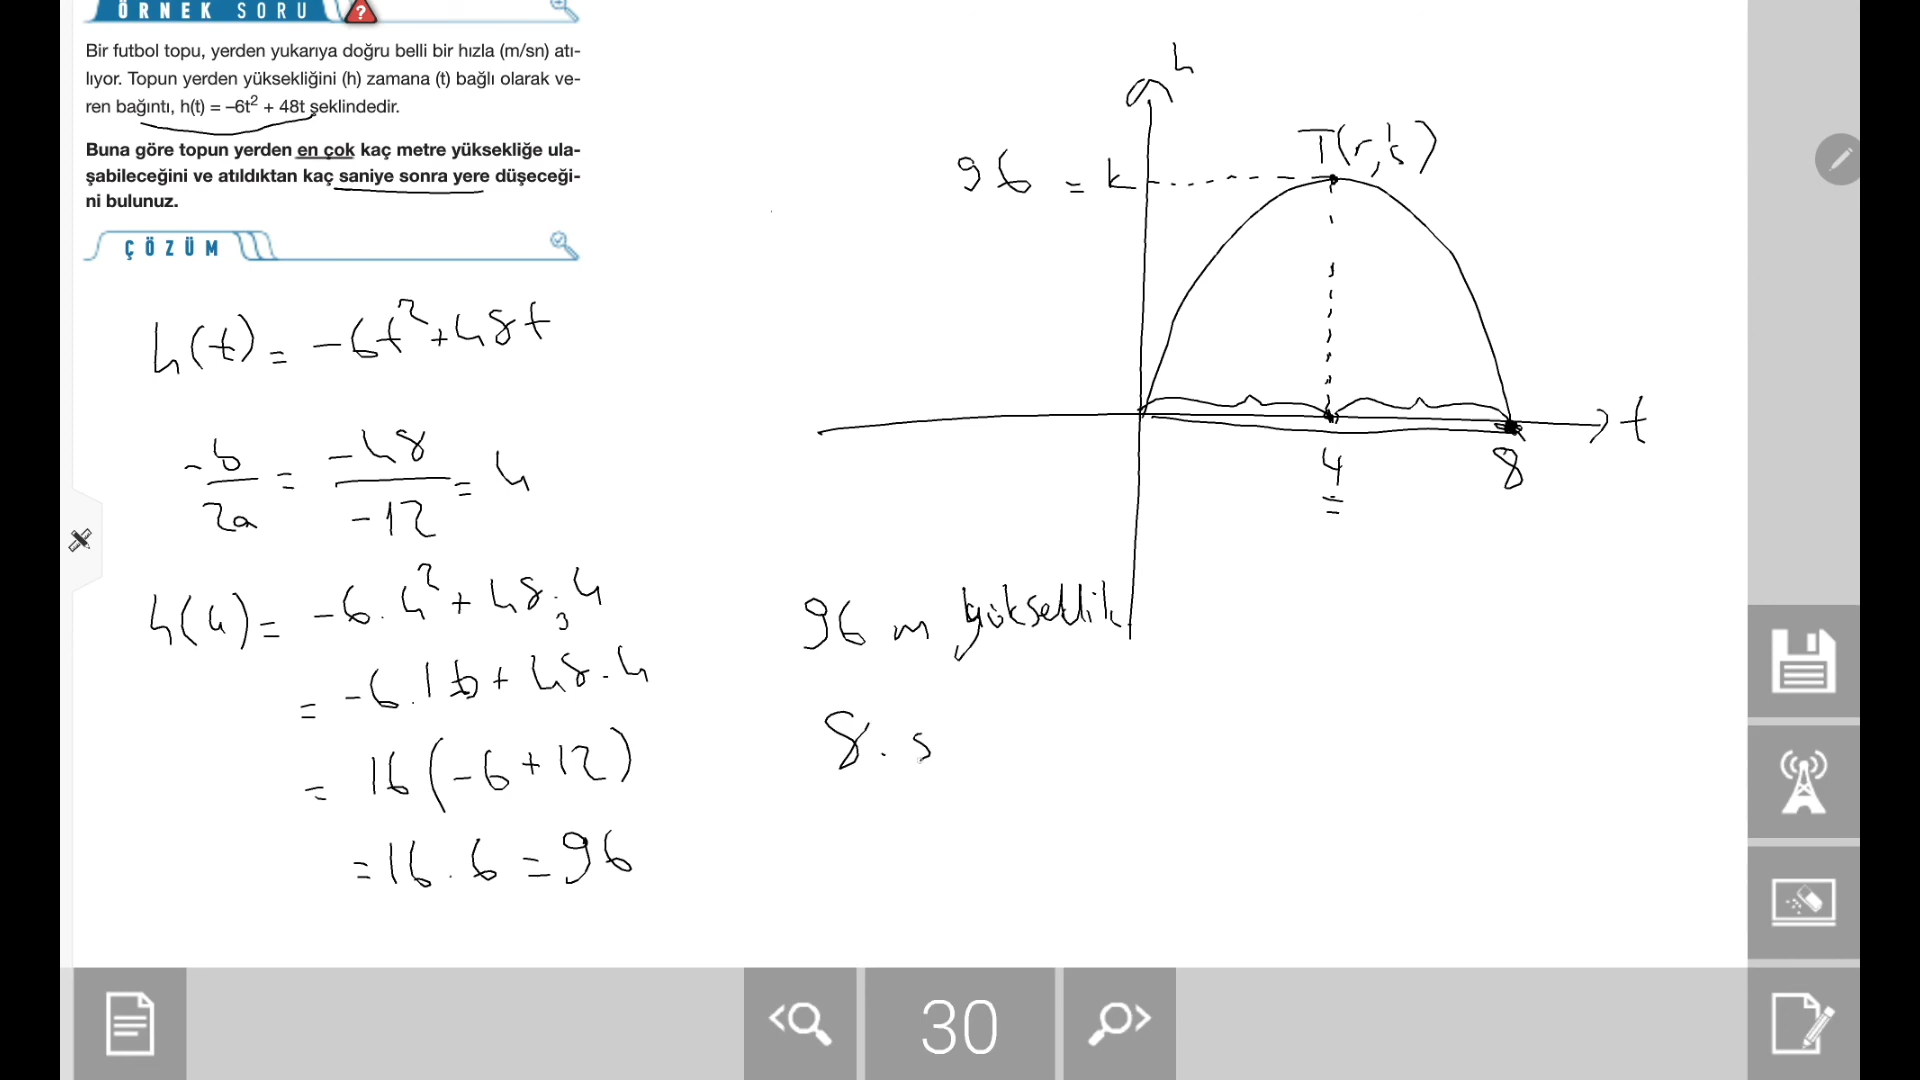 ÖRNEK SORU ?
Bir futbol topu, yerden yukarıya doğru belli bir hızla (m/sn) atı-
lıyor. Topun yerden yüksekliğini (h) zamana (t) bağlı olarak ve-
ren bağıntı, h(t) = –6t² + 48t şeklindedir.
Buna göre topun yerden en çok kaç metre yüksekliğe ula-
şabileceğini ve atıldıktan kaç saniye sonra yere düşeceği-
ni bulunuz.
ÇÖZÜM
h(t) = -6t²+48t
-b/2a = -48/-12 = 4
h(4) = -6.4²+48.4
= -6.16+48.4
= 16(-6+12)
=16.6=96
h
T(r,k)
96 = k
t
4
8
=
96 m yükseklik
8. s
30